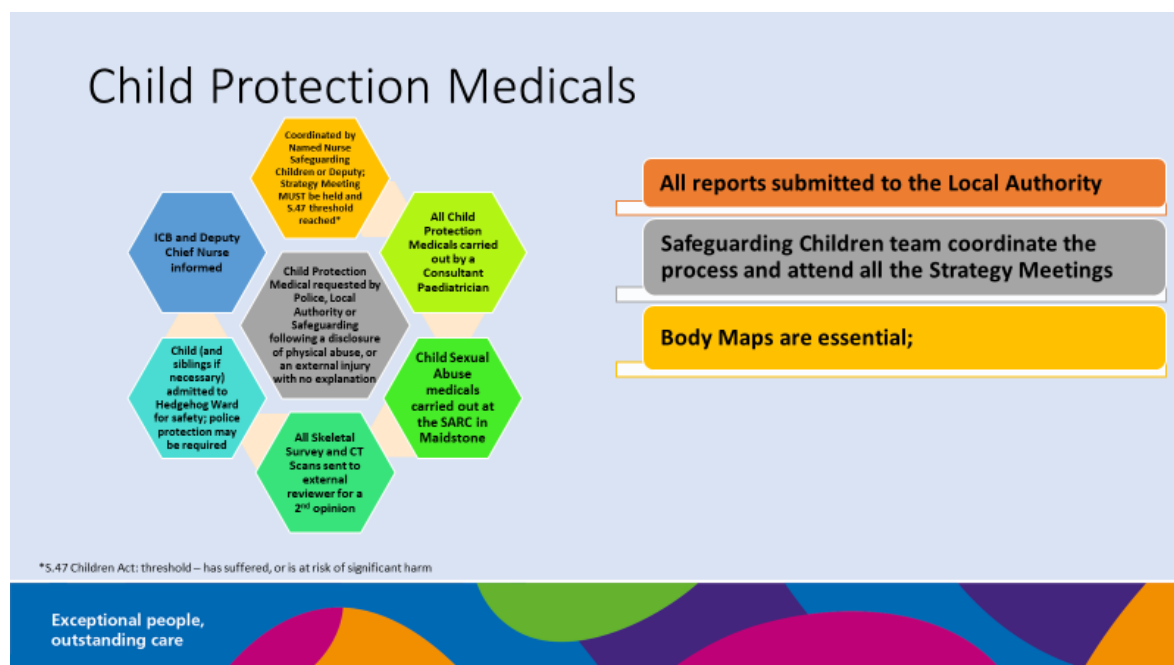 Child Protection Medicals
Coordinated by
Named Nurse
Safeguarding
Children or Deputy;
Strategy Meeting
MUST be held and
S.47 threshold
reached*
All Child
Protection
Medicals carried
out by a
Consultant
Paediatrician
Child Sexual
Abuse
medicals
carried out at
the SARC in
Maidstone
All Skeletal
Survey and CT
Scans sent to
external
reviewer for a
2nd opinion
Child (and
siblings if
necessary)
admitted to
Hedgehog Ward
for safety; police
protection may
be required
ICB and Deputy
Chief Nurse
informed
Child Protection
Medical requested by
Police, Local
Authority or
Safeguarding
following a disclosure
of physical abuse, or
an external injury
with no explanation
All reports submitted to the Local Authority
Safeguarding Children team coordinate the
process and attend all the Strategy Meetings
Body Maps are essential;
*S.47 Children Act: threshold – has suffered, or is at risk of significant harm
Exceptional people,
outstanding care